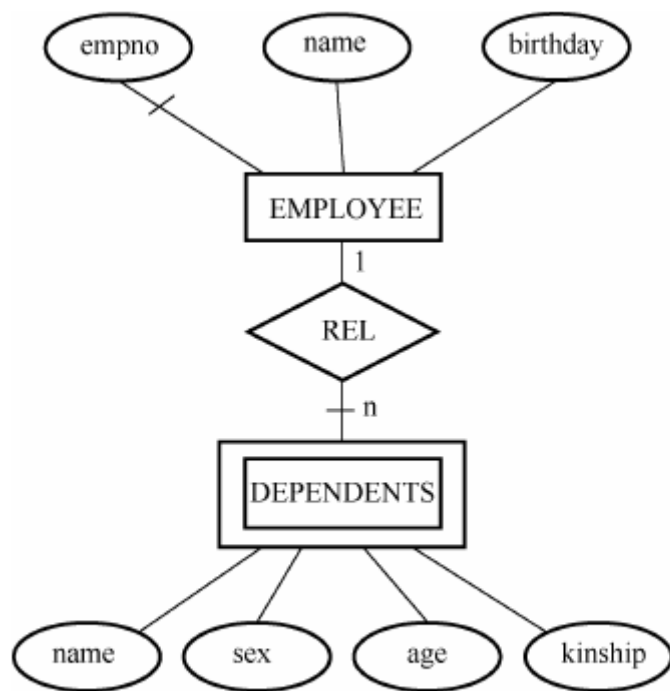 empno
name
birthday
EMPLOYEE
1
REL
n
DEPENDENTS
name
sex
age
kinship